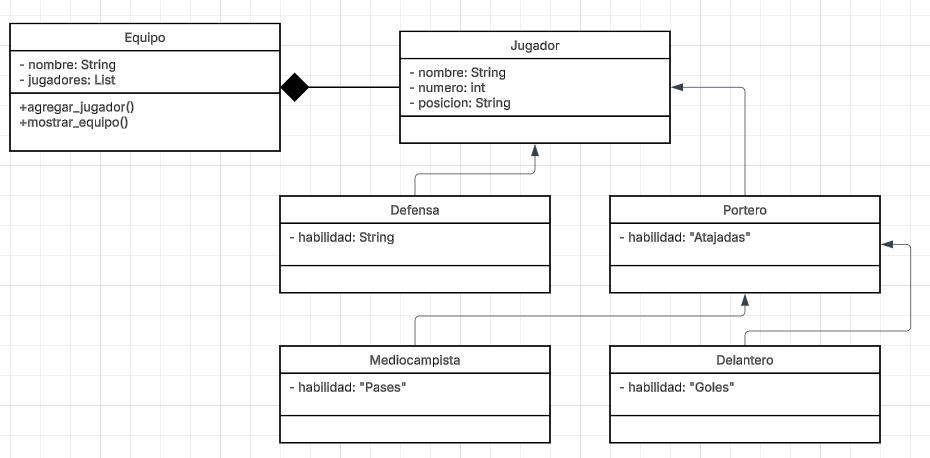 Equipo
- nombre: String
- jugadores: List
+agregar_jugador()
+mostrar_equipo()
Jugador
- nombre: String
- numero: int
- posicion: String
Defensa
- habilidad: String
Portero
- habilidad: "Atajadas"
Mediocampista
- habilidad: "Pases"
Delantero
- habilidad: "Goles"